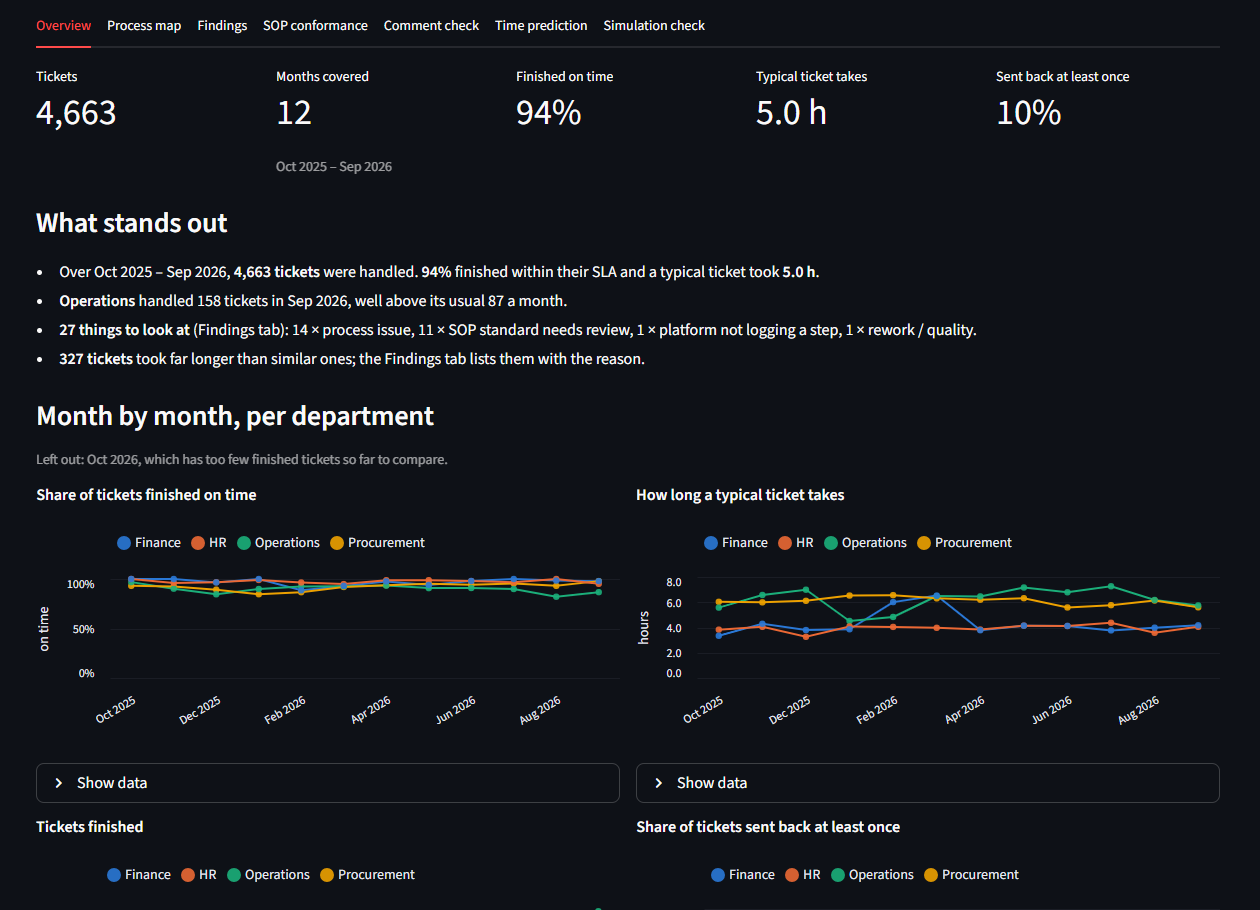 Overview Process map Findings SOP conformance Comment check Time prediction Simulation check
Tickets Months covered Finished on time Typical ticket takes Sent back at least once
4,663 12 94% 5.0 h 10%
Oct 2025 – Sep 2026
What stands out
• Over Oct 2025 – Sep 2026, 4,663 tickets were handled. 94% finished within their SLA and a typical ticket took 5.0 h.
• Operations handled 158 tickets in Sep 2026, well above its usual 87 a month.
• 27 things to look at (Findings tab): 14 × process issue, 11 × SOP standard needs review, 1 × platform not logging a step, 1 × rework / quality.
• 327 tickets took far longer than similar ones; the Findings tab lists them with the reason.
Month by month, per department
Left out: Oct 2026, which has too few finished tickets so far to compare.
Share of tickets finished on time
Finance HR Operations Procurement
100%
50%
0%
on time
Oct 2025 Dec 2025 Feb 2026 Apr 2026 Jun 2026 Aug 2026
Show data
How long a typical ticket takes
Finance HR Operations Procurement
8.0
6.0
4.0
2.0
0.0
hours
Oct 2025 Dec 2025 Feb 2026 Apr 2026 Jun 2026 Aug 2026
Show data
Tickets finished
Finance HR Operations Procurement
Share of tickets sent back at least once
Finance HR Operations Procurement